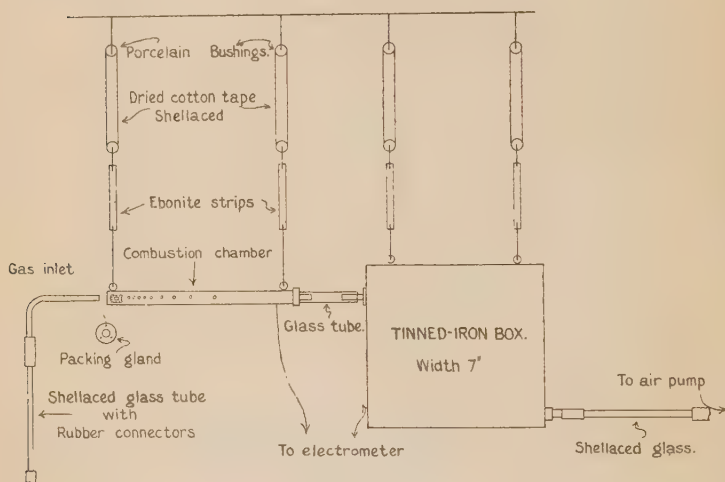 Porcelain
Bushings.
Dried cotton tape
Shellaced
Ebonite strips
Combustion chamber
Gas inlet
Glass tube.
TINNED-IRON BOX.
Width 7"
Packing gland
To air pump
Shellaced glass tube
with
Rubber connectors
To electrometer
Shellaced glass.